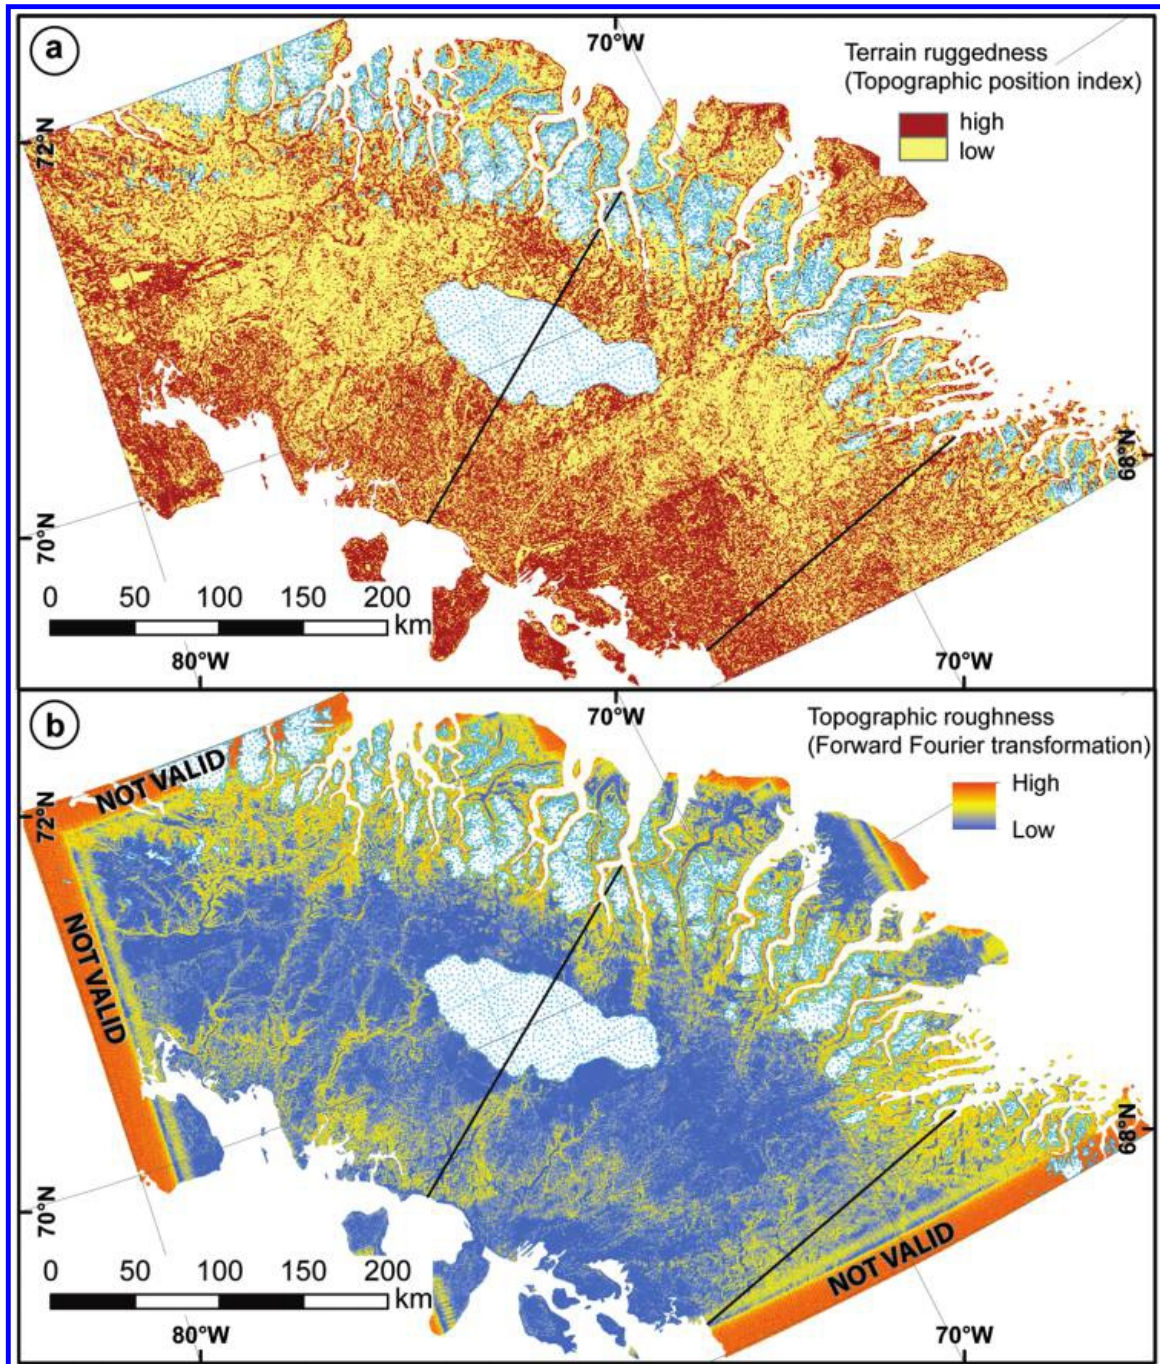 a
70°W
Terrain ruggedness
(Topographic position index)
high
low
72°N
68°N
70°N
0 50 100 150 200
km
80°W
70°W
b
70°W
Topographic roughness
(Forward Fourier transformation)
High
Low
NOT VALID
72°N
NOT VALID
68°N
70°N
NOT VALID
0 50 100 150 200
km
80°W
70°W